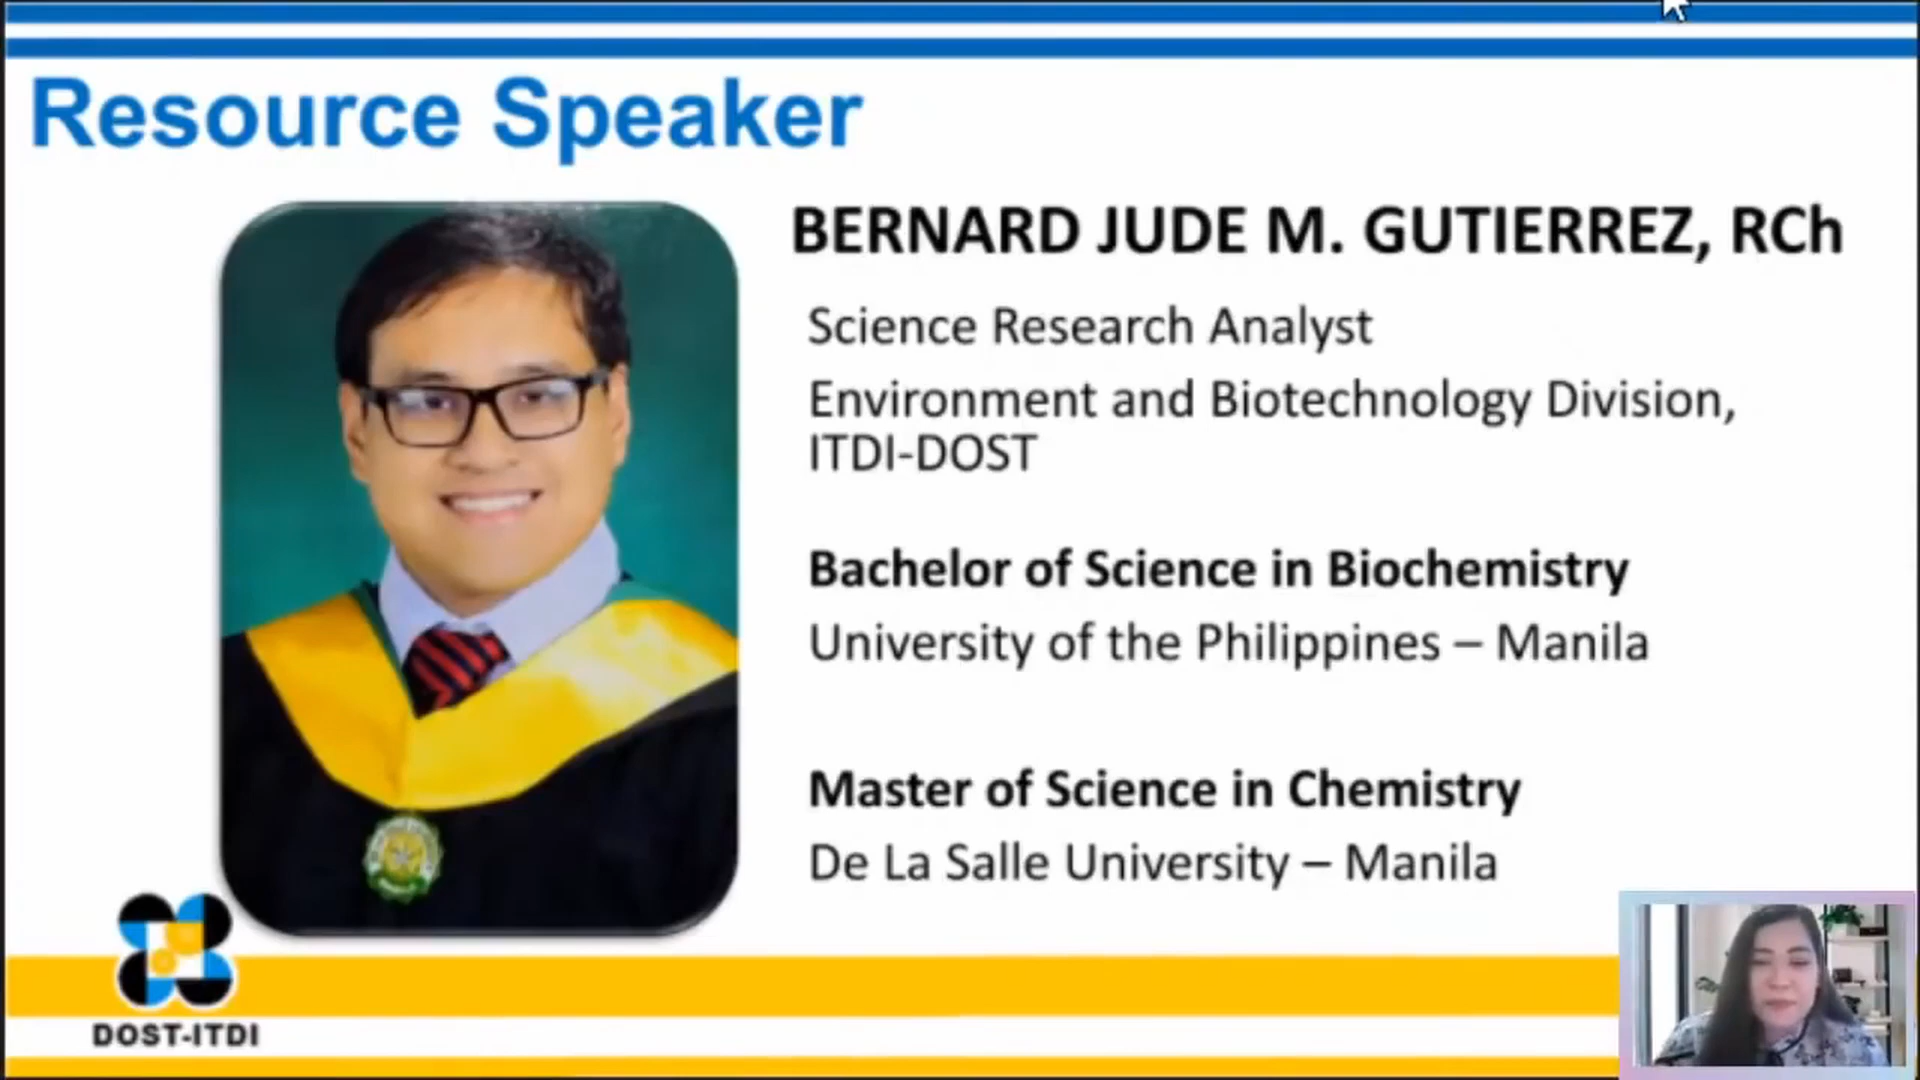 Resource Speaker
BERNARD JUDE M. GUTIERREZ, RCh
Science Research Analyst
Environment and Biotechnology Division,
ITDI-DOST
Bachelor of Science in Biochemistry
University of the Philippines – Manila
Master of Science in Chemistry
De La Salle University – Manila
DOST-ITDI